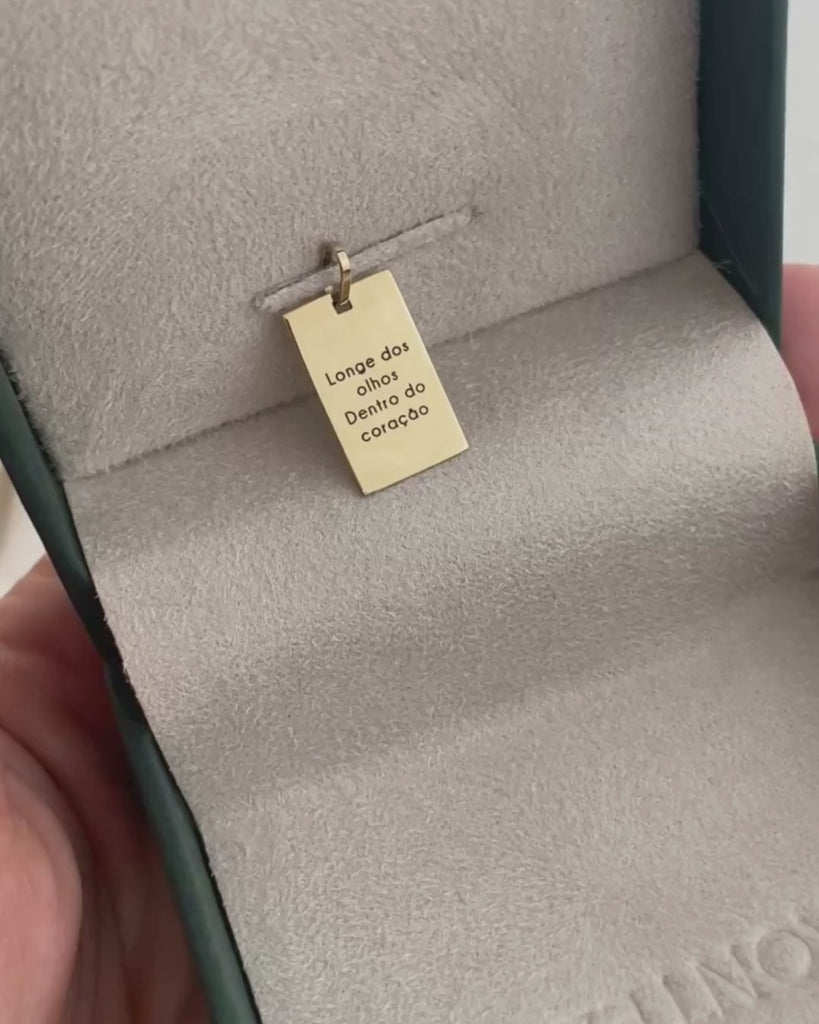 Longe dos
olhos
Dentro do
coração